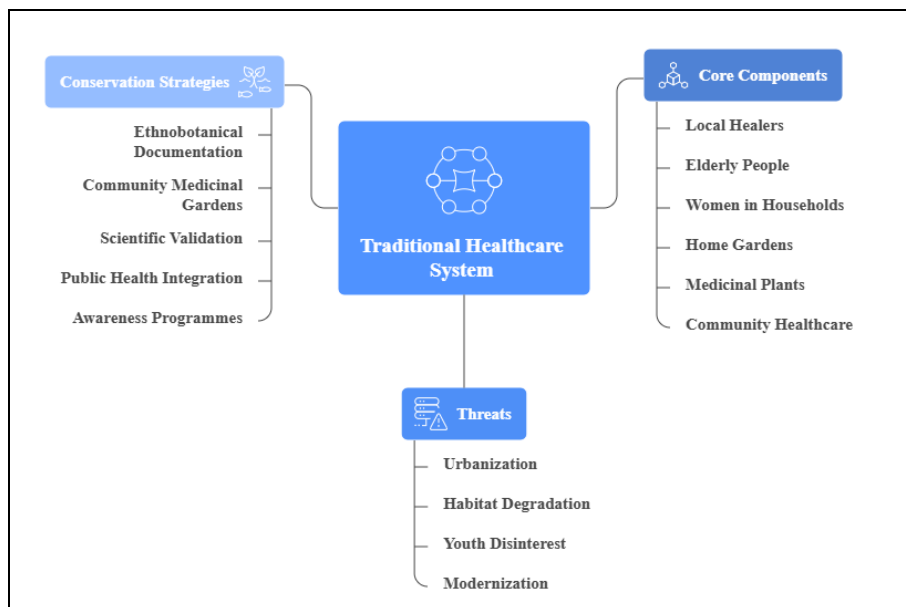 Conservation Strategies
Ethnobotanical
Documentation
Community Medicinal
Gardens
Scientific Validation
Public Health Integration
Awareness Programmes
Traditional Healthcare
System
Core Components
Local Healers
Elderly People
Women in Households
Home Gardens
Medicinal Plants
Community Healthcare
Threats
Urbanization
Habitat Degradation
Youth Disinterest
Modernization